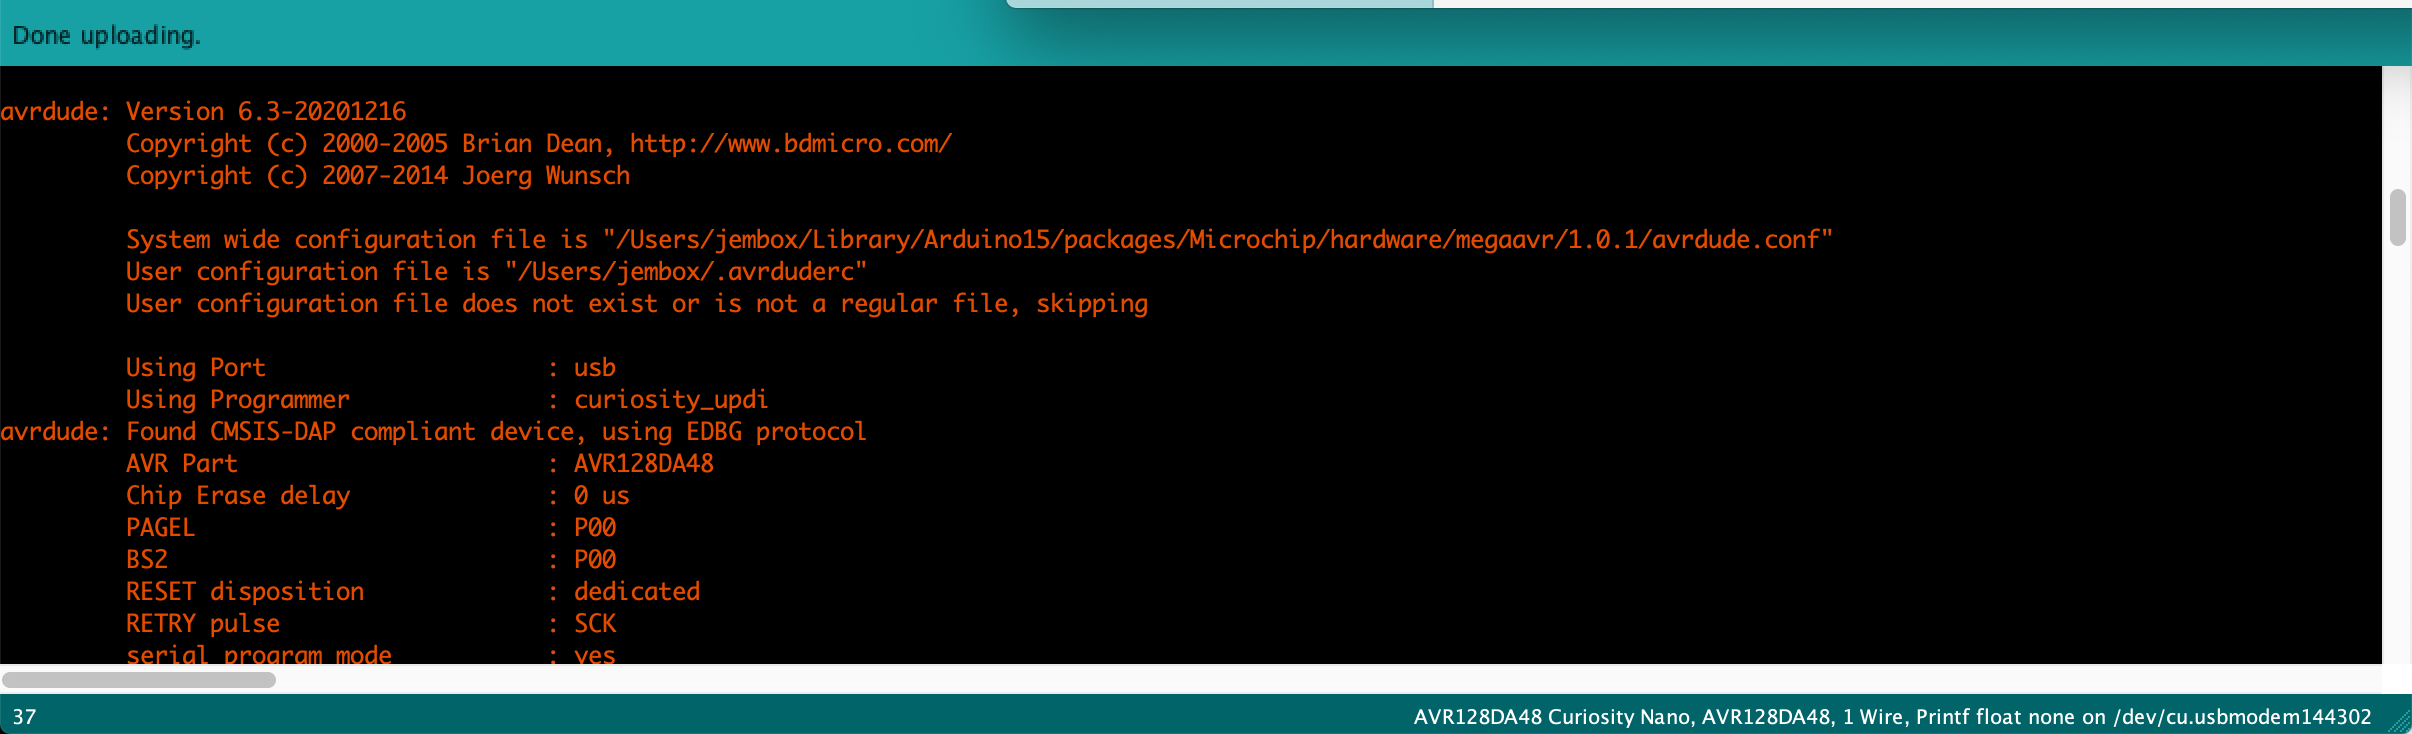 Done uploading.
avrdude: Version 6.3-20201216
Copyright (c) 2000-2005 Brian Dean, http://www.bdmicro.com/
Copyright (c) 2007-2014 Joerg Wunsch
System wide configuration file is "/Users/jembox/Library/Arduino15/packages/Microchip/hardware/megaavr/1.0.1/avrdude.conf"
User configuration file is "/Users/jembox/.avrduderc"
User configuration file does not exist or is not a regular file, skipping
Using Port : usb
Using Programmer : curiosity_updi
avrdude: Found CMSIS-DAP compliant device, using EDBG protocol
AVR Part : AVR128DA48
Chip Erase delay : 0 us
PAGEL : P00
BS2 : P00
RESET disposition : dedicated
RETRY pulse : SCK
serial program mode : yes
37
AVR128DA48 Curiosity Nano, AVR128DA48, 1 Wire, Printf float none on /dev/cu.usbmodem144302